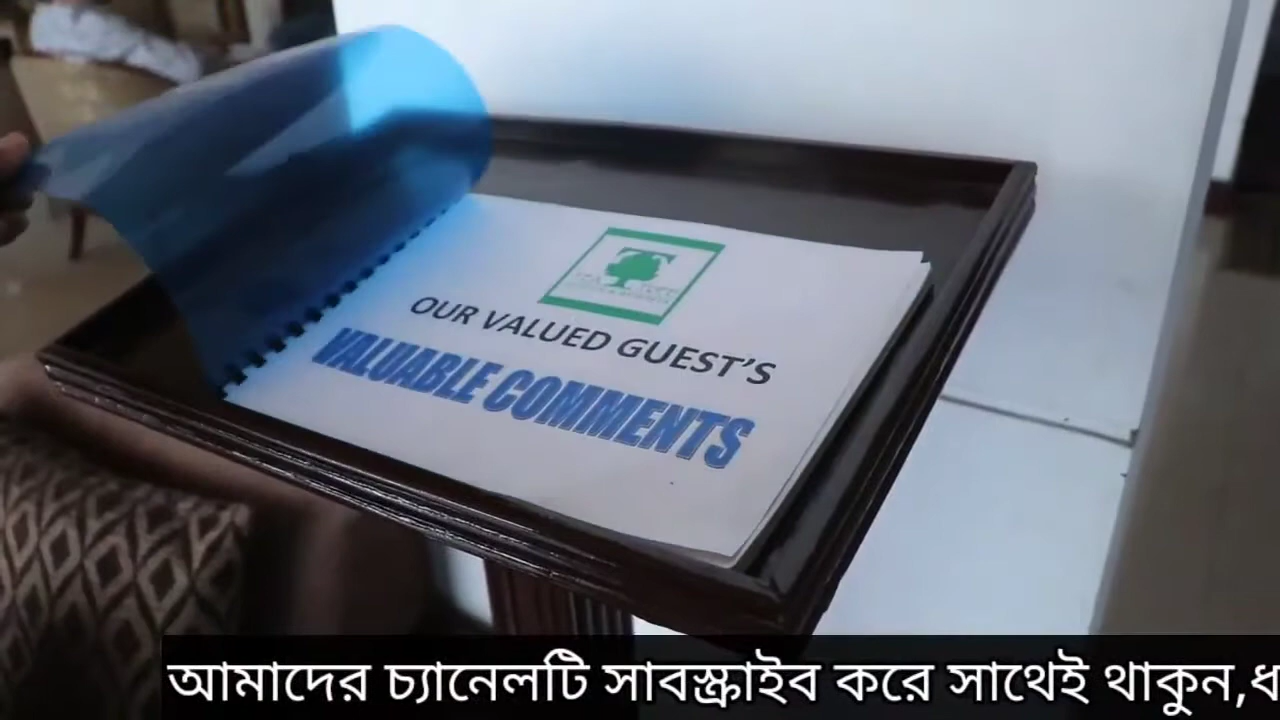 OUR VALUED GUEST'S
VALUABLE COMMENTS
আমাদের চ্যানেলটি সাবস্ক্রাইব করে সাথেই থাকুন,ধ